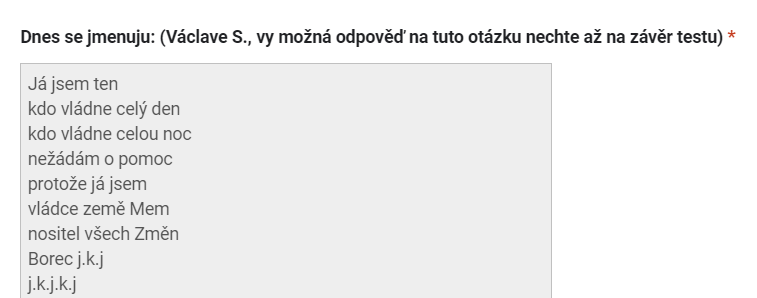 Dnes se jmenuju: (Václave S., vy možná odpověď na tuto otázku nechte až na závěr testu) *
Já jsem ten
kdo vládne celý den
kdo vládne celou noc
nežádám o pomoc
protože já jsem
vládce země Mem
nositel všech Změn
Borec j.k.j
j.k.j.k.j